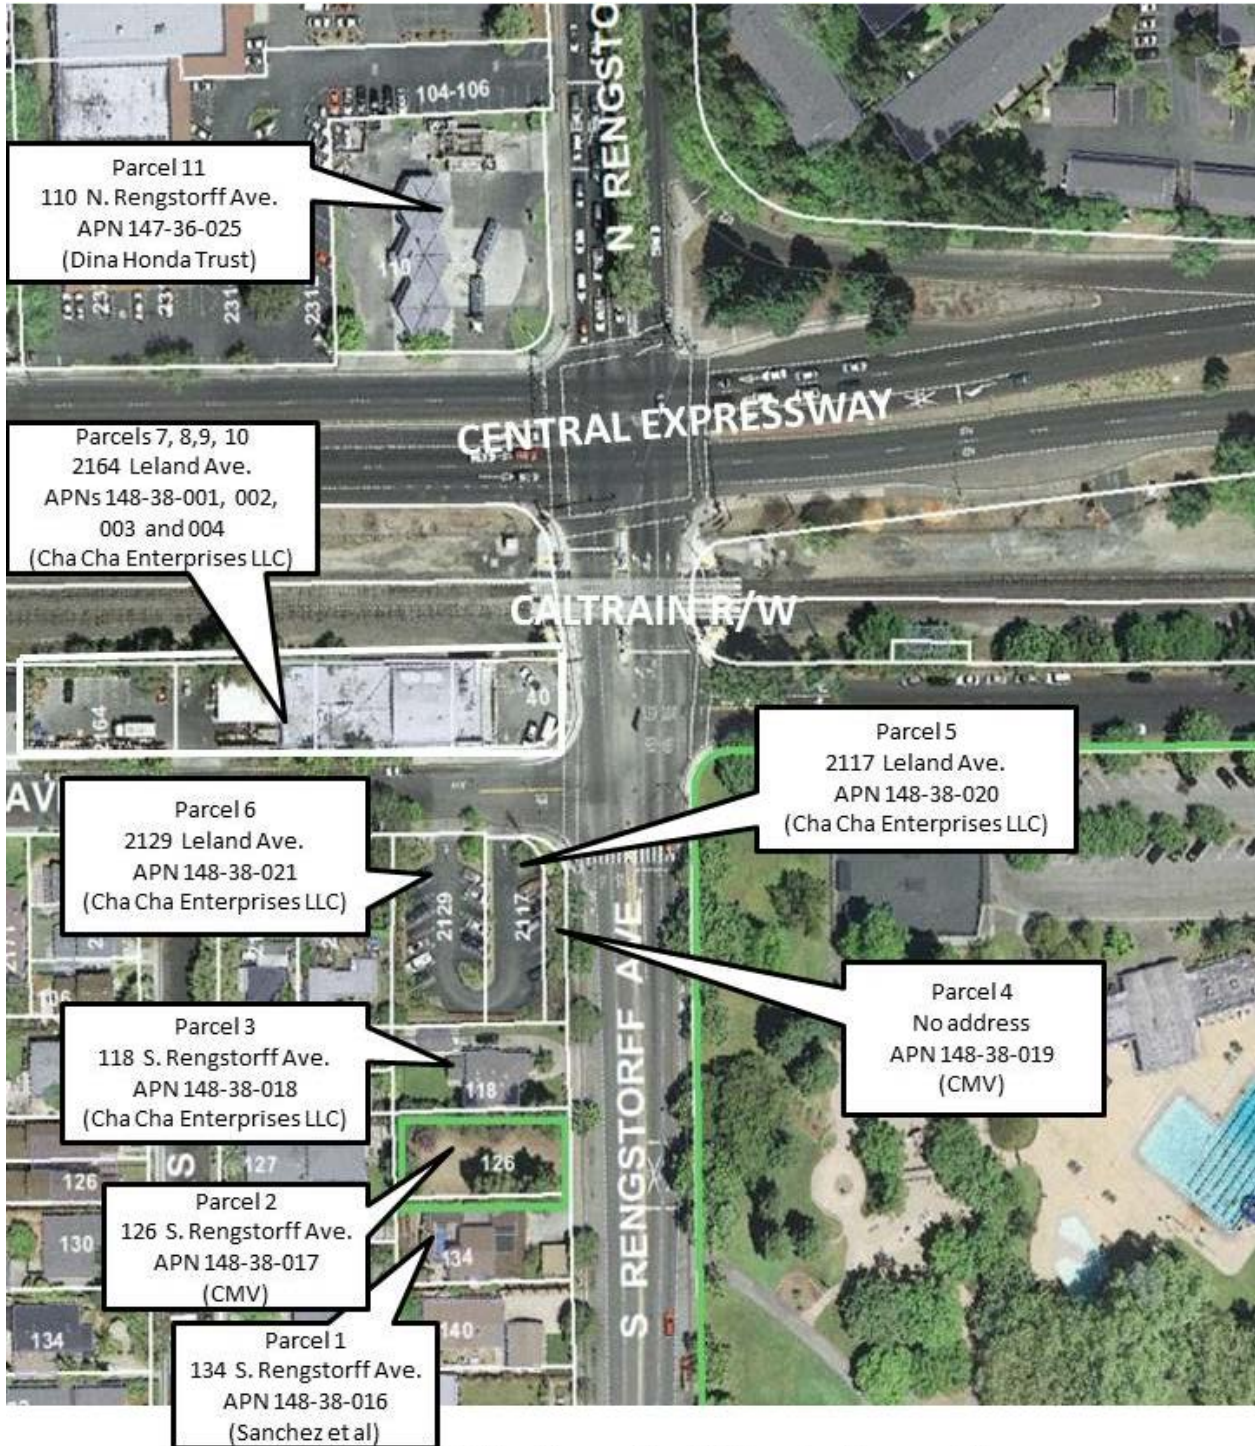 N RENGSTO
104-106
Parcel 11
110 N. Rengstorff Ave.
APN 147-36-025
(Dina Honda Trust)
110
231
CENTRAL EXPRESSWAY
Parcels 7, 8,9, 10
2164 Leland Ave.
APNs 148-38-001, 002,
003 and 004
(Cha Cha Enterprises LLC)
CALTRAIN R/W
40
2164
Parcel 5
2117 Leland Ave.
APN 148-38-020
(Cha Cha Enterprises LLC)
AV
Parcel 6
2129 Leland Ave.
APN 148-38-021
(Cha Cha Enterprises LLC)
2129
2117
S RENGSTORFF AVE
Parcel 4
No address
APN 148-38-019
(CMV)
Parcel 3
118 S. Rengstorff Ave.
APN 148-38-018
(Cha Cha Enterprises LLC)
118
126
S
127
126
Parcel 2
126 S. Rengstorff Ave.
APN 148-38-017
(CMV)
130
134
Parcel 1
134 S. Rengstorff Ave.
APN 148-38-016
(Sanchez et al)
134
140